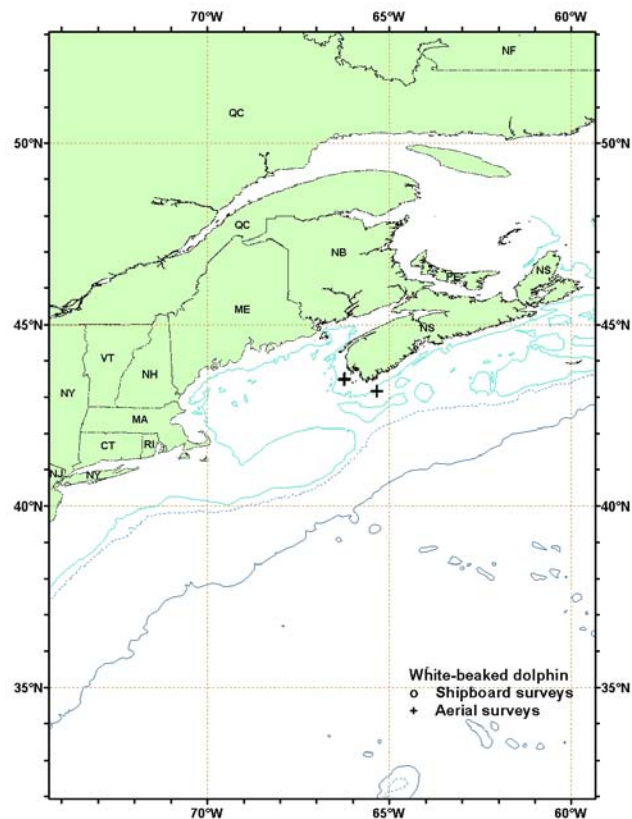 70°W 65°W 60°W
NF
QC
50°N 50°N
QC
NB
PE
NS
ME
45°N 45°N
NS
VT
NH
NY
MA
CT RI
NJ NY
40°N 40°N
35°N 35°N
White-beaked dolphin
o Shipboard surveys
+ Aerial surveys
70°W 65°W 60°W